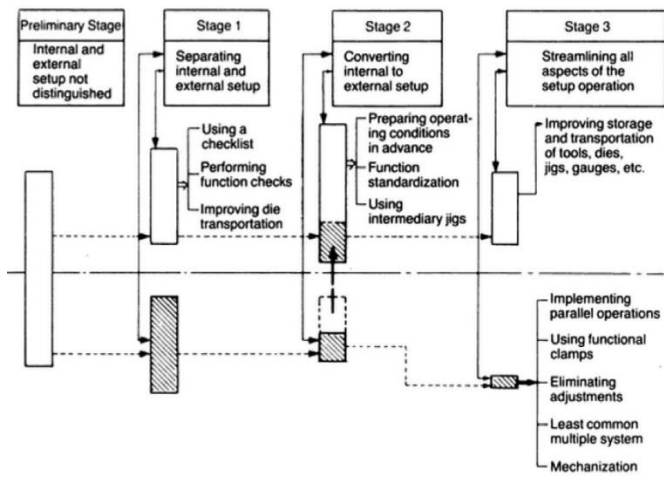 Preliminary Stage
Internal and
external
setup not
distinguished
Stage 1
Separating
internal and
external setup
Stage 2
Converting
internal to
external setup
Stage 3
Streamlining all
aspects of the
setup operation
Using a
checklist
Performing
function checks
Improving die
transportation
Preparing operat-
ing conditions
in advance
Function
standardization
Using
intermediary jigs
Improving storage
and transportation
of tools, dies,
jigs, gauges, etc.
Implementing
parallel operations
Using functional
clamps
Eliminating
adjustments
Least common
multiple system
Mechanization